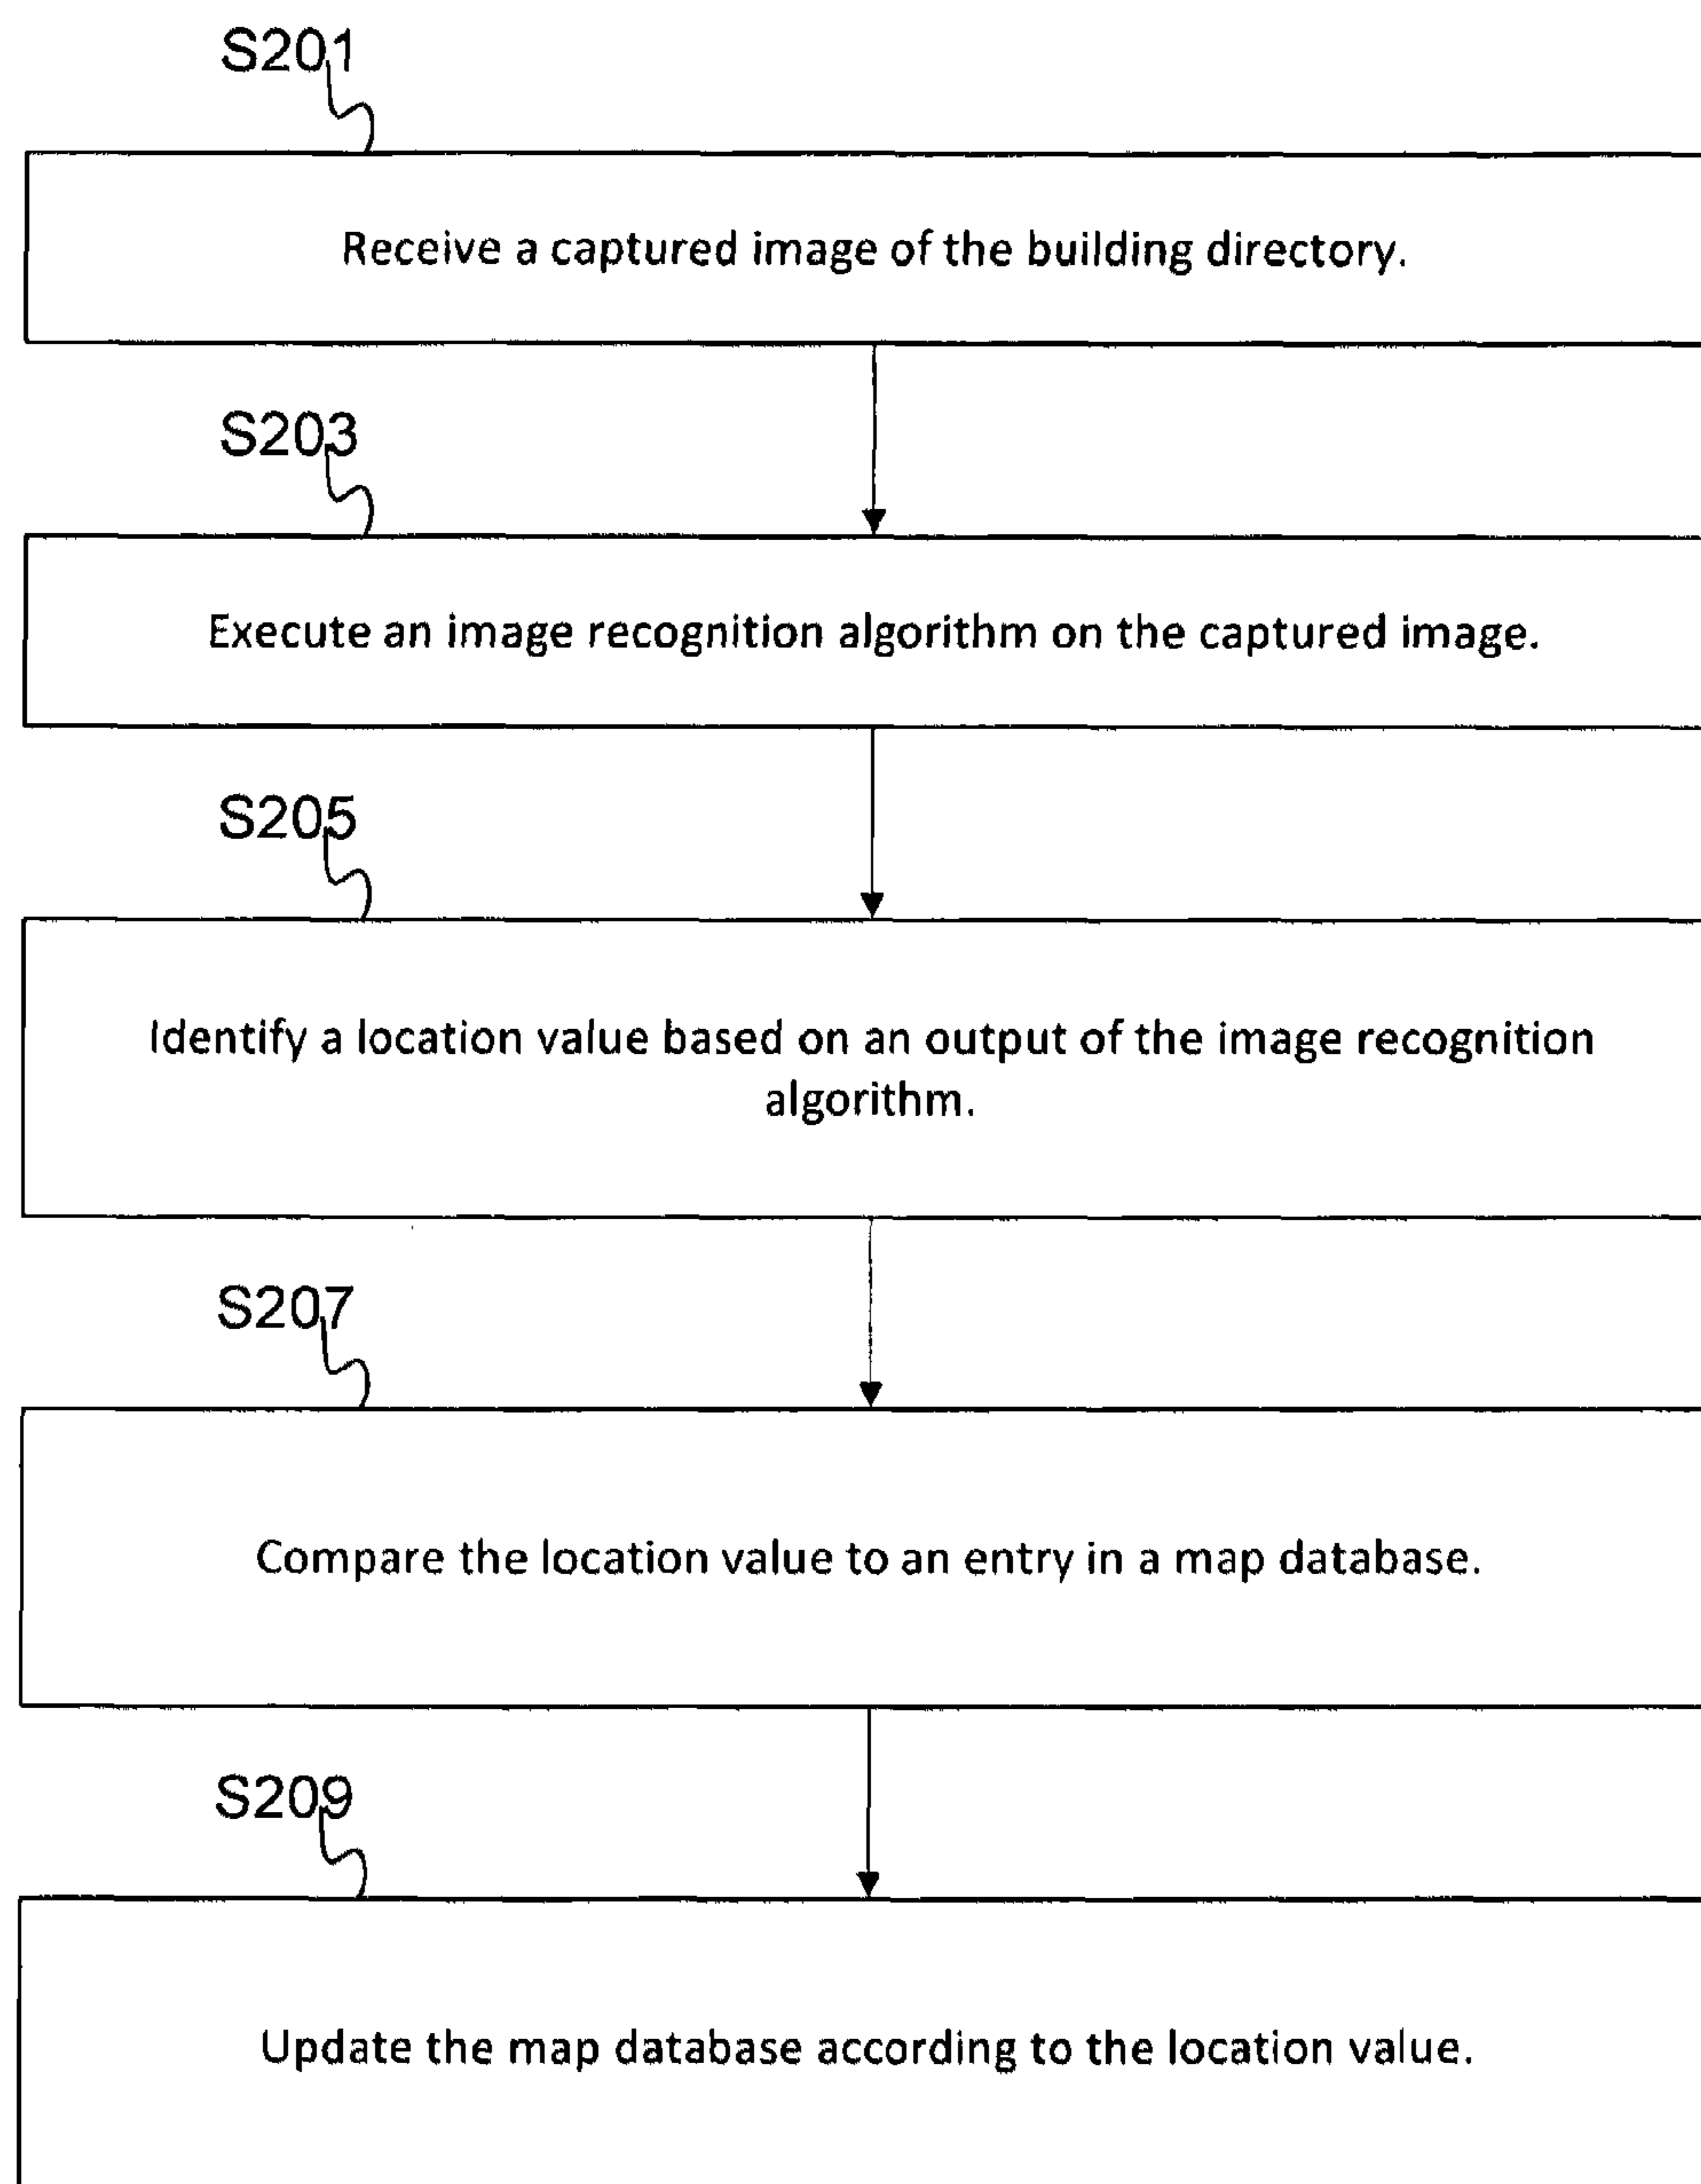 S201
Receive a captured image of the building directory.
S203
Execute an image recognition algorithm on the captured image.
S205
Identify a location value based on an output of the image recognition
algorithm.
S207
Compare the location value to an entry in a map database.
S209
Update the map database according to the location value.